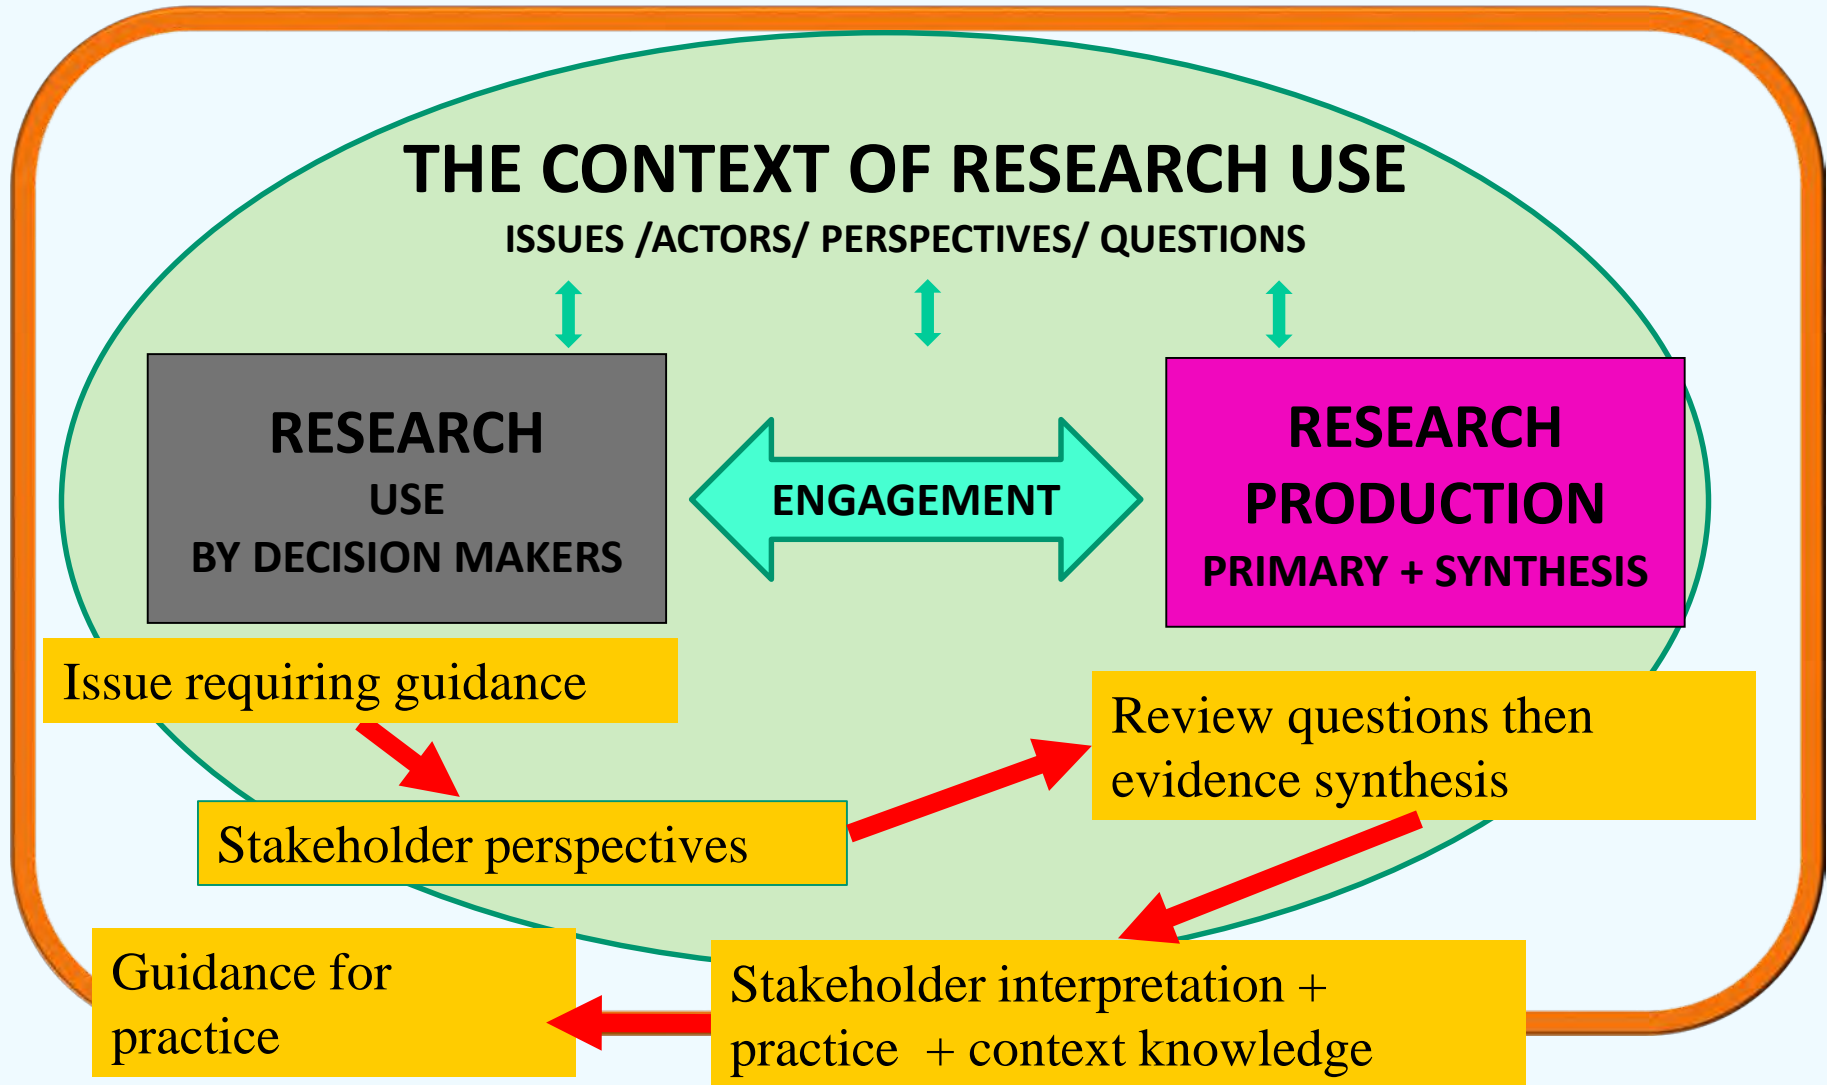 THE CONTEXT OF RESEARCH USE
ISSUES /ACTORS/ PERSPECTIVES/ QUESTIONS
RESEARCH
USE
BY DECISION MAKERS
ENGAGEMENT
RESEARCH
PRODUCTION
PRIMARY + SYNTHESIS
Issue requiring guidance
Stakeholder perspectives
Review questions then
evidence synthesis
Stakeholder interpretation +
practice  + context knowledge
Guidance for
practice